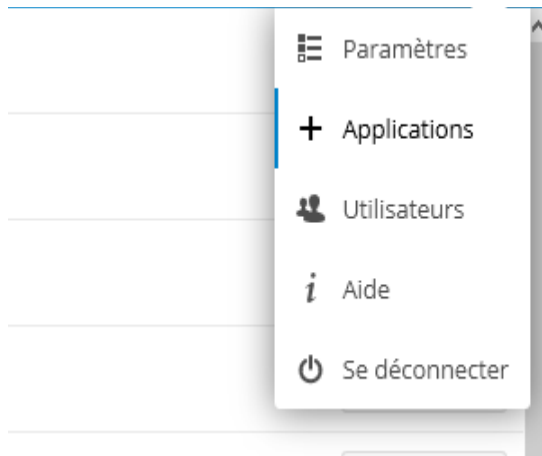 Paramètres
Applications
Utilisateurs
Aide
Se déconnecter